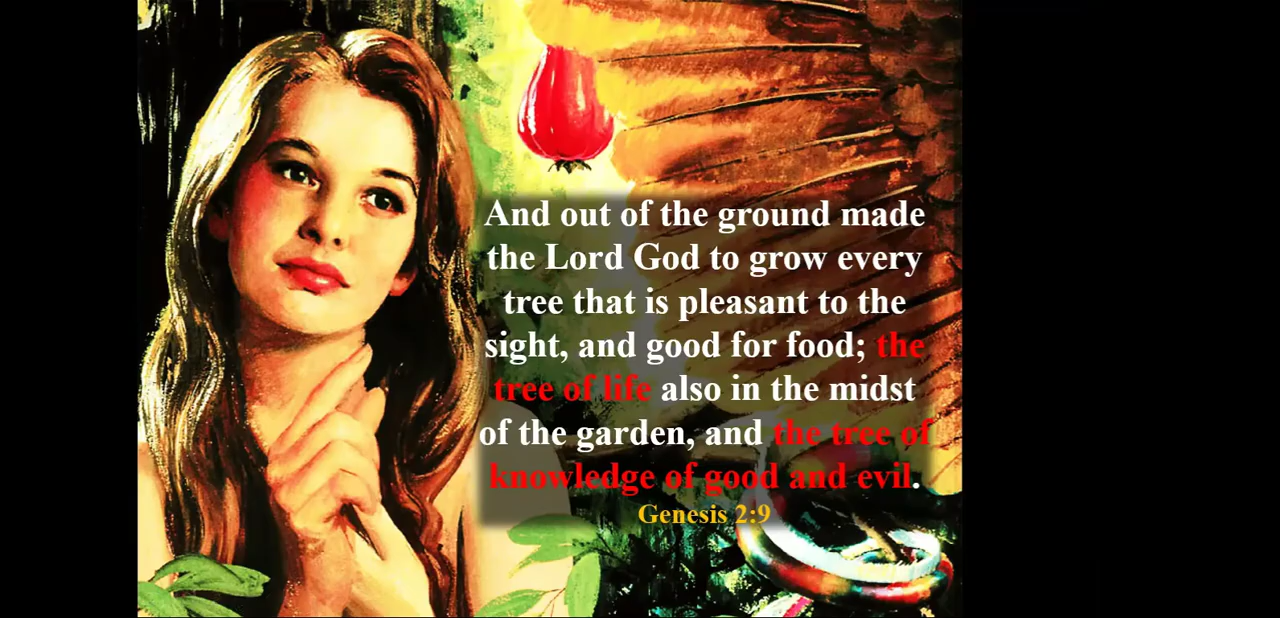 And out of the ground made
the Lord God to grow every
tree that is pleasant to the
sight, and good for food; the
tree of life also in the midst
of the garden, and the tree of
knowledge of good and evil.
Genesis 2:9